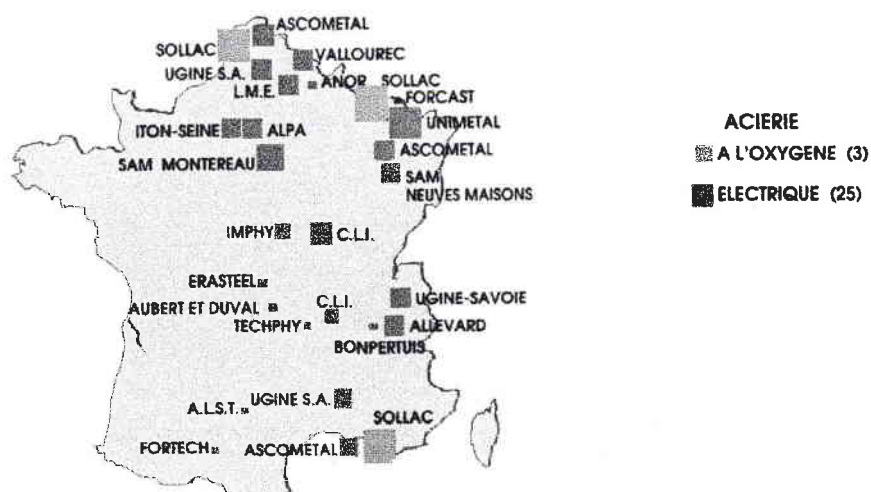 ASCOMETAL
SOLLAC
VALLOUREC
UGINE S.A.
L.M.E.
ANOR
SOLLAC
FORCAST
UNIMETAL
ITON-SEINE
ALPA
ASCOMETAL
SAM MONTEREAU
SAM
NEUVES MAISONS
IMPHY
C.L.I.
ERASTEEL
AUBERT ET DUVAL
C.L.I.
UGINE-SAVOIE
TECHPHY
ALLEVARD
BONPERTUIS
UGINE S.A.
A.L.S.T.
SOLLAC
FORTECH
ASCOMETAL
ACIERIE
A L'OXYGENE (3)
ELECTRIQUE (25)